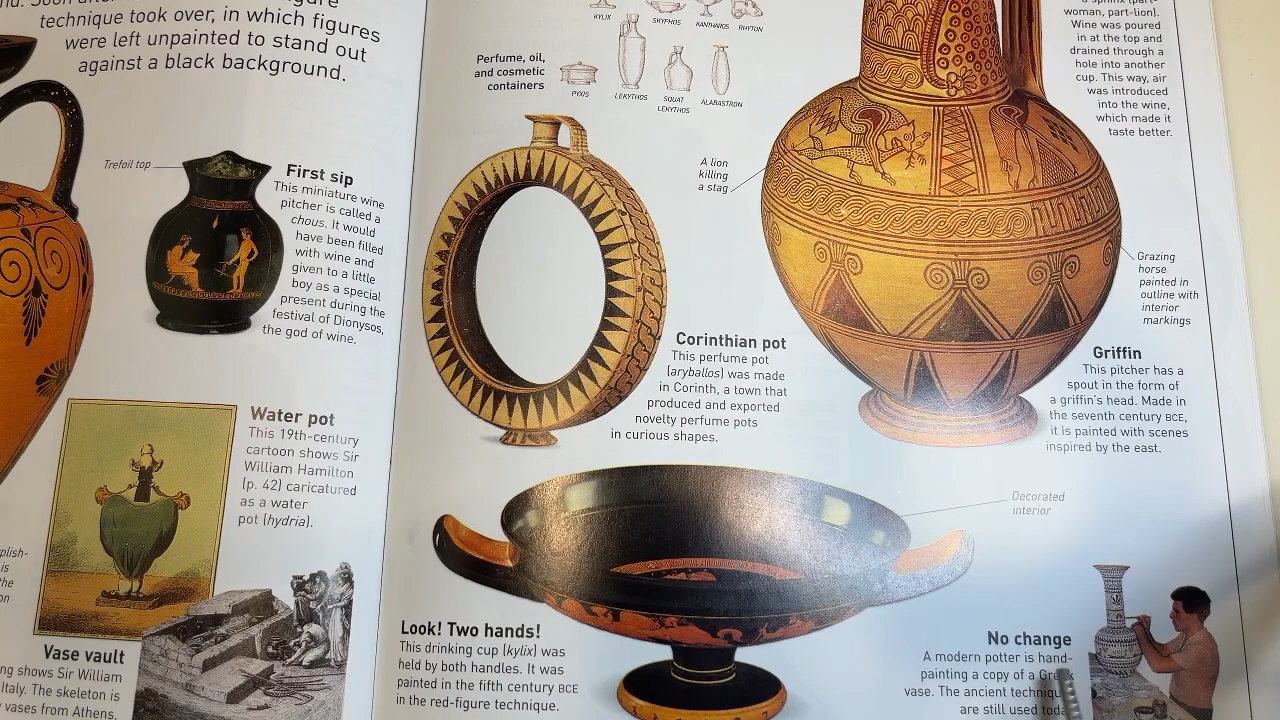 technique took over, in which figures
were left unpainted to stand out
against a black background.
Trefoil top
First sip
This miniature wine
pitcher is called a
chous. It would
have been filled
with wine and
given to a little
boy as a special
present during the
festival of Dionysos,
the god of wine.
Water pot
This 19th-century
cartoon shows Sir
William Hamilton
(p. 42) caricatured
as a water
pot (hydria).
is
Vase vault
shows Sir William
Italy. The skeleton is
vases from Athens.
KYLIX
SKYPHOS
KANTHAROS
RHYTON
Perfume, oil,
and cosmetic
containers
PYXIS
LEKYTHOS
SQUAT
LEKYTHOS
ALABASTRON
woman, part-lion).
Wine was poured
in at the top and
drained through a
hole into another
cup. This way, air
was introduced
into the wine,
which made it
taste better.
A lion
killing
a stag
Grazing
horse
painted in
outline with
interior
markings
Corinthian pot
This perfume pot
(aryballos) was made
in Corinth, a town that
produced and exported
novelty perfume pots
in curious shapes.
Griffin
This pitcher has a
spout in the form of
a griffin's head. Made in
the seventh century BCE,
it is painted with scenes
inspired by the east.
Decorated
interior
Look! Two hands!
This drinking cup (kylix) was
held by both handles. It was
painted in the fifth century BCE
in the red-figure technique.
No change
A modern potter is hand-
painting a copy of a Greek
vase. The ancient techniques
are still used today.